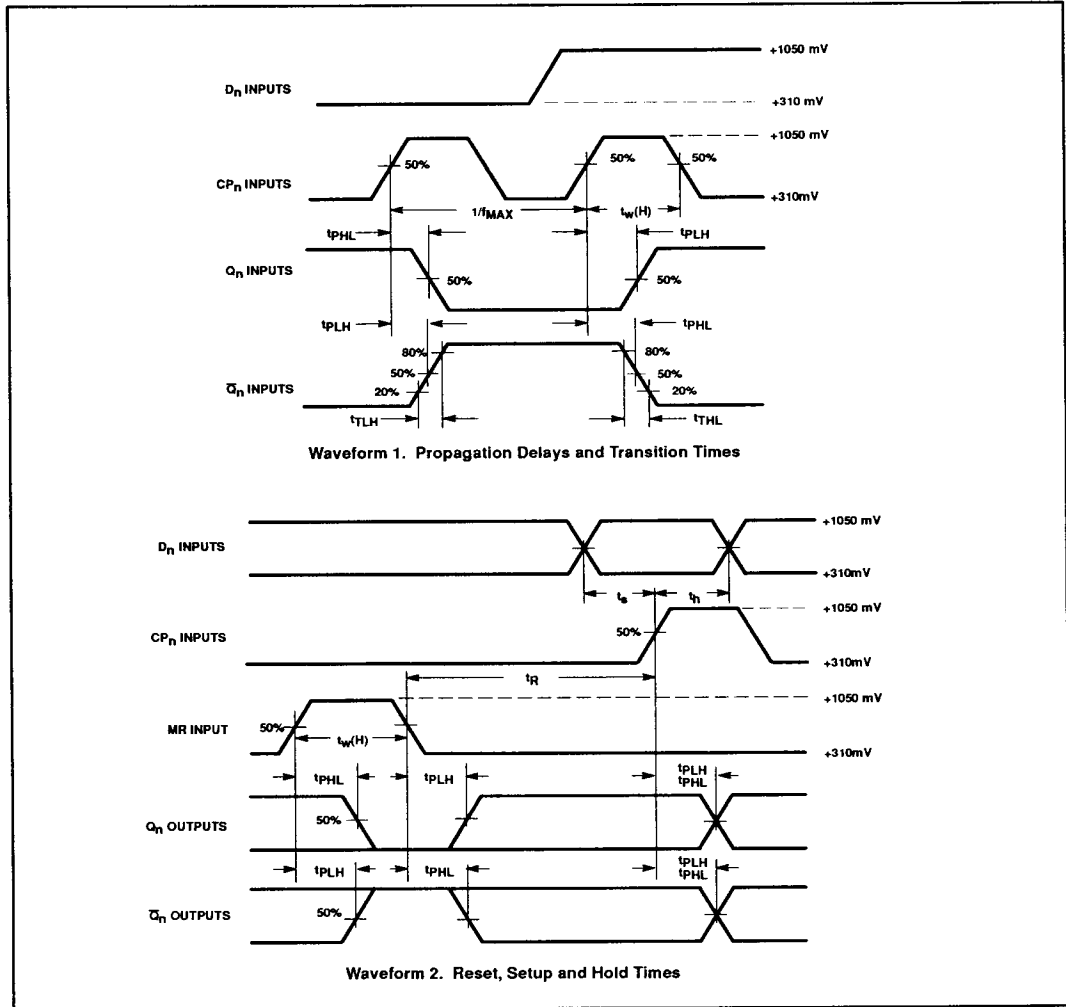 +1050 mV
Dn INPUTS
+310 mV
+1050 mV
50% 50% 50%
CPn INPUTS
+310mV
1/fMAX tw(H)
tPHL tPLH
Qn INPUTS
50% 50%
tPLH tPHL
80% 80%
Q̅n INPUTS
50% 50%
20% 20%
tTLH tTHL
Waveform 1. Propagation Delays and Transition Times
+1050 mV
Dn INPUTS
+310mV
ts th
+1050 mV
CPn INPUTS
50%
+310mV
tR
+1050 mV
MR INPUT
50%
tw(H)
+310mV
tPHL tPLH tPLH
tPHL
Qn OUTPUTS
50%
tPLH tPHL tPLH
tPHL
Q̅n OUTPUTS
50%
Waveform 2. Reset, Setup and Hold Times